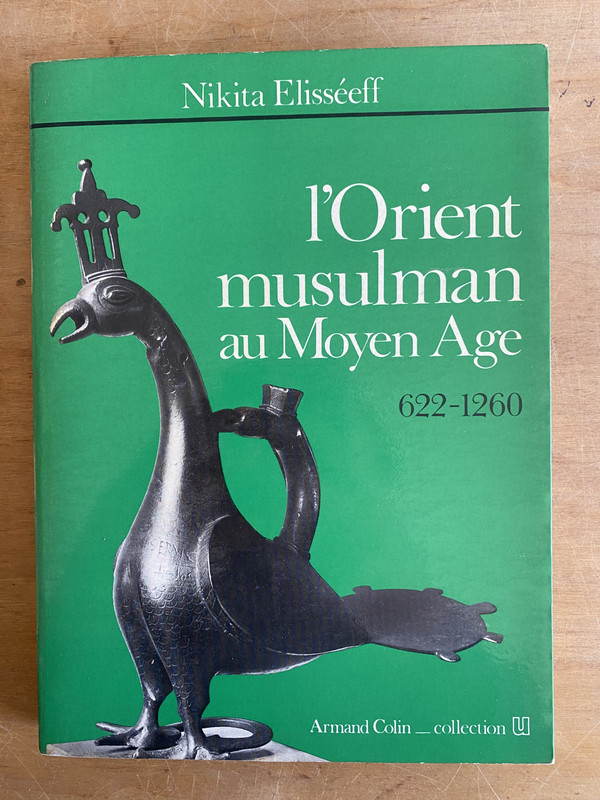 Nikita Elisséeff
l'Orient
musulman
au Moyen Age
622-1260
Armand Colin _ collection U